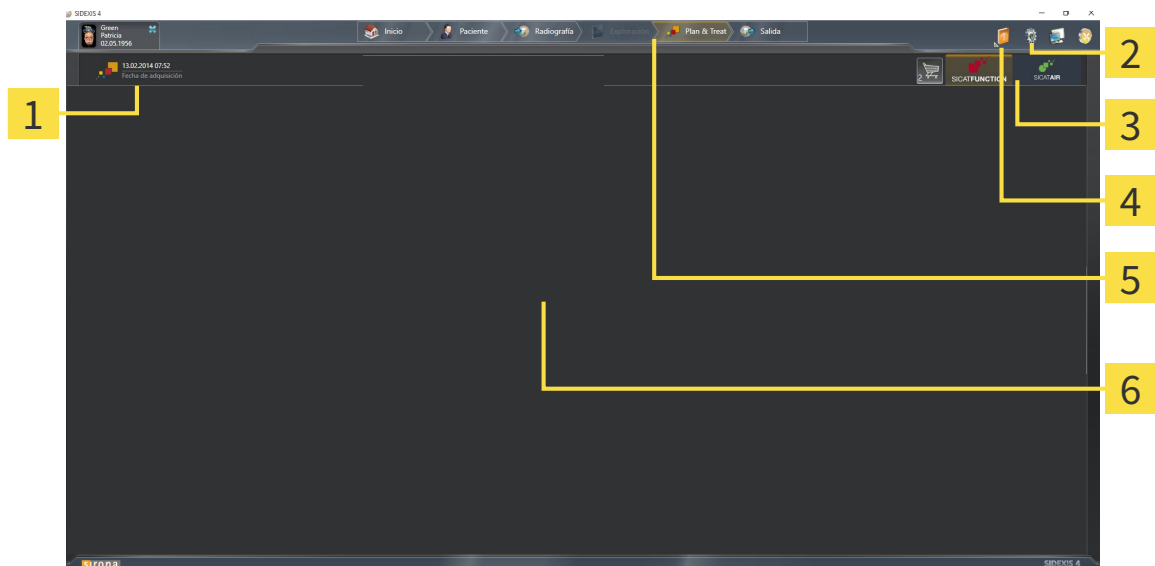 SIDEXIS 4
Green
Patricia
02.05.1956
Inicio
Paciente
Radiografía
Exploración
Plan & Treat
Salida
13.02.2014 07:52
Fecha de adquisición
2
SICATFUNCTION
SICATAIR
1
2
3
4
5
6
sirona
SIDEXIS 4